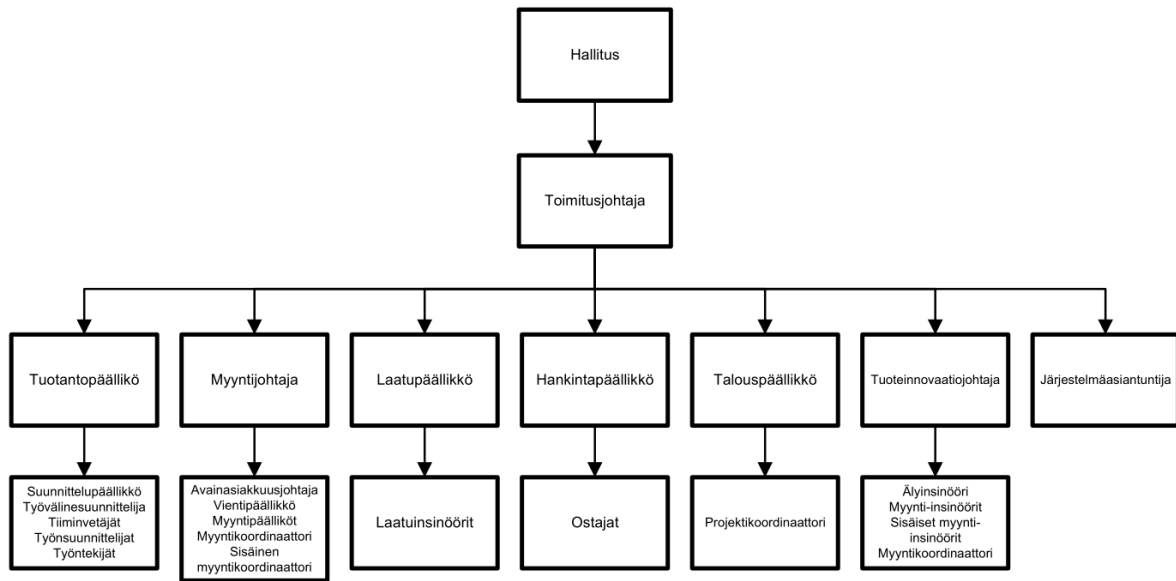 Hallitus
Toimitusjohtaja
Tuotantopäällikö
Myyntijohtaja
Laatupäällikkö
Hankintapäällikkö
Talouspäällikkö
Tuoteinnovaatiojohtaja
Järjestelmäasiantuntija
Suunnittelupäällikkö
Työvälinesuunnittelija
Tiiminvetäjät
Työnsuunnittelijat
Työntekijät
Avainasiakkuusjohtaja
Vientipäällikkö
Myyntipäälliköt
Myyntikoordinaattori
Sisäinen
myyntikoordinaattori
Laatuinsinöörit
Ostajat
Projektikoordinaattori
Älyinsinööri
Myynti-insinöörit
Sisäiset myynti-
insinöörit
Myyntikoordinaattori